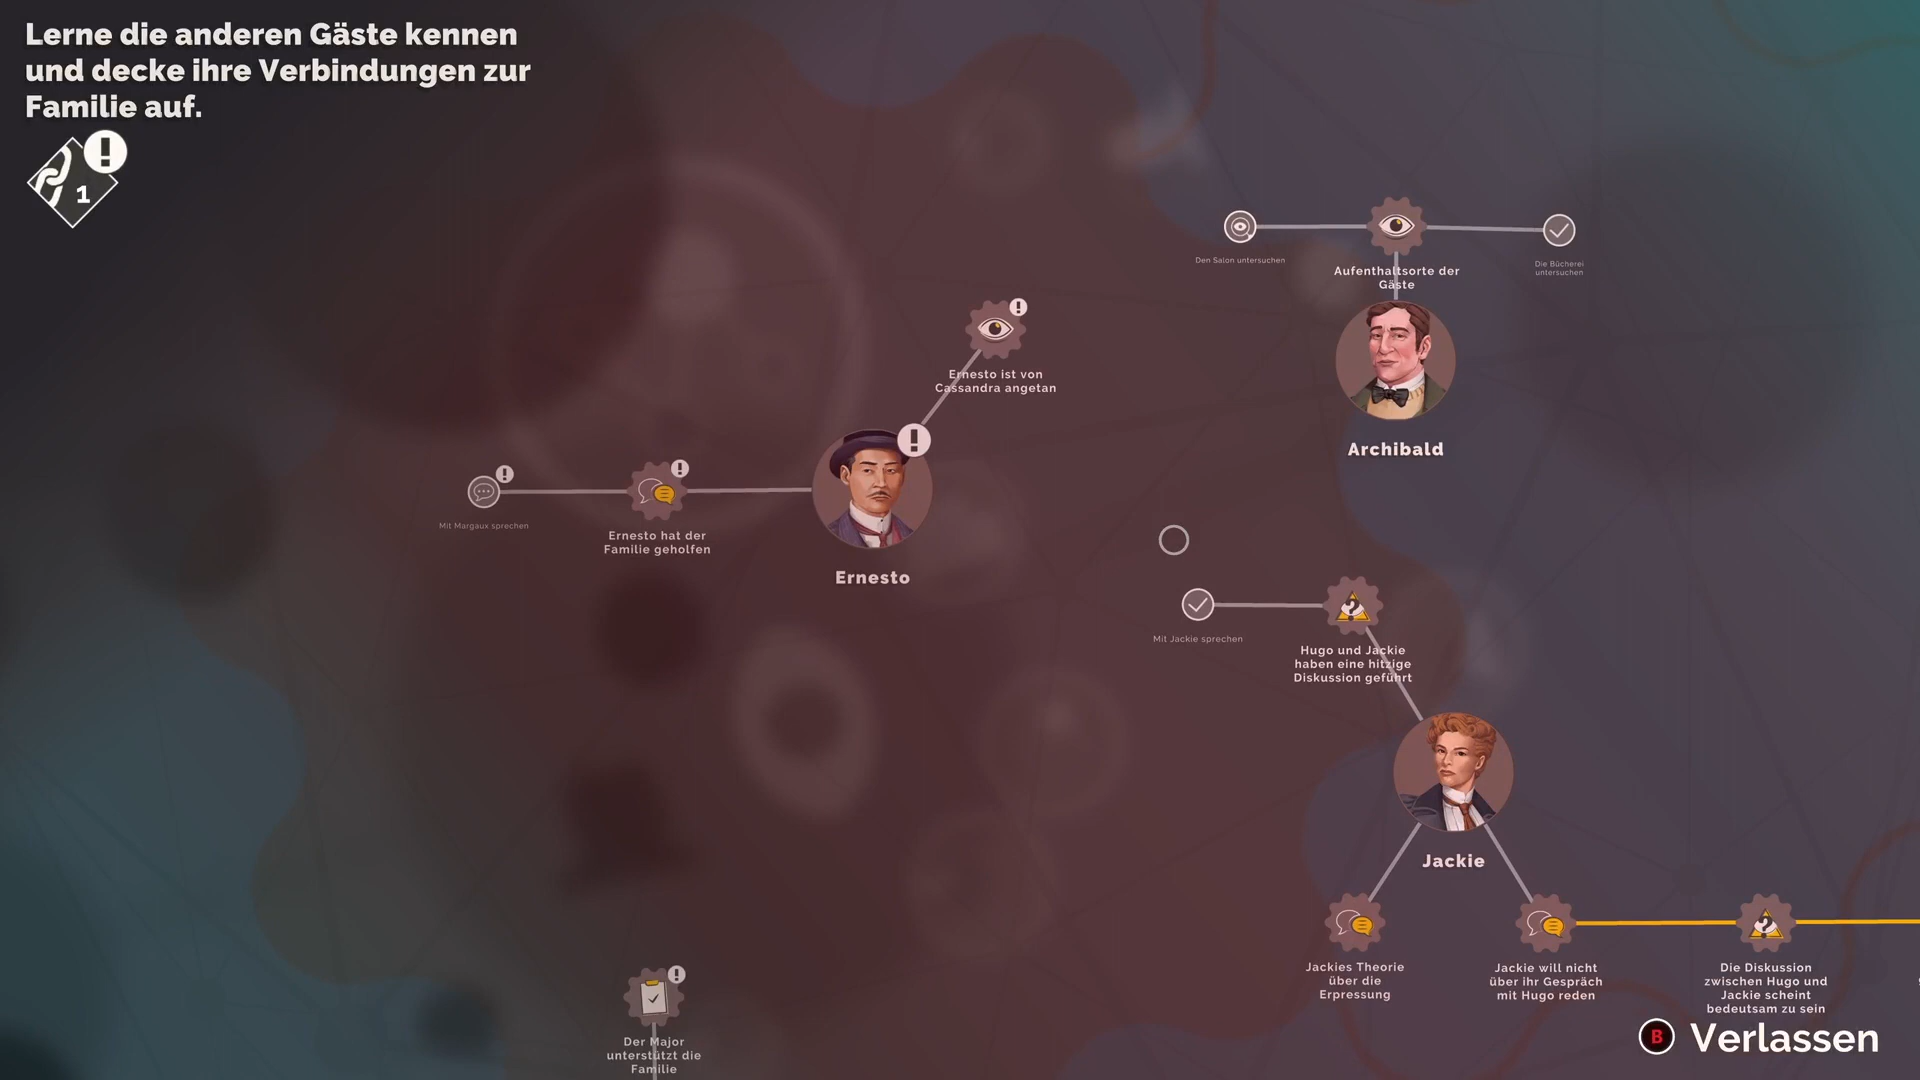 Lerne die anderen Gäste kennen
und decke ihre Verbindungen zur
Familie auf.
!
1
Den Salon untersuchen
Aufenthaltsorte der
Gäste
Die Bücherei
untersuchen
Archibald
!
Ernesto ist von
Cassandra angetan
!
!
!
Mit Margaux sprechen
Ernesto hat der
Familie geholfen
Ernesto
Mit Jackie sprechen
?
Hugo und Jackie
haben eine hitzige
Diskussion geführt
Jackie
Jackies Theorie
über die
Erpressung
Jackie will nicht
über ihr Gespräch
mit Hugo reden
?
Die Diskussion
zwischen Hugo und
Jackie scheint
bedeutsam zu sein
!
Der Major
unterstützt die
Familie
B Verlassen